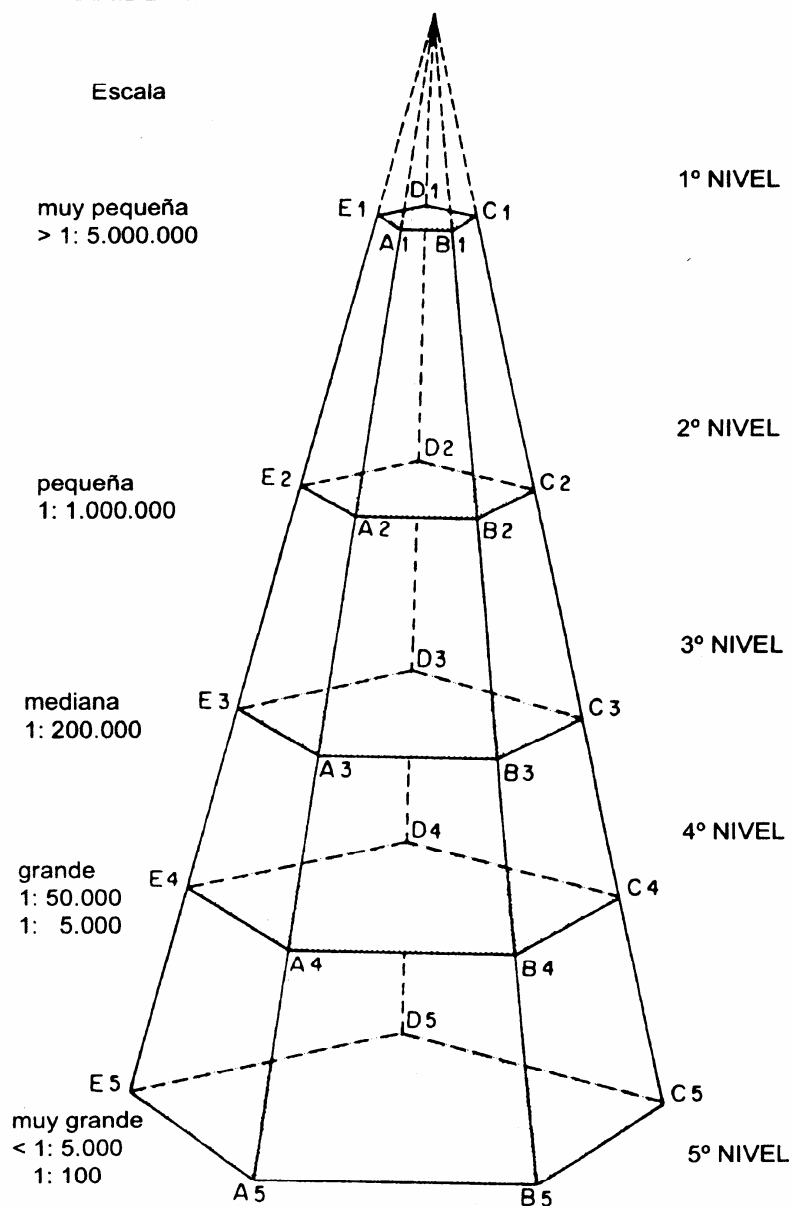 Escala
1º NIVEL
D1
E1
C1
muy pequeña
> 1: 5.000.000
A1
B1
2º NIVEL
D2
E2
C2
pequeña
1: 1.000.000
A2
B2
3º NIVEL
D3
E3
C3
mediana
1: 200.000
A3
B3
4º NIVEL
D4
grande
E4
C4
1: 50.000
1: 5.000
A4
B4
D5
E5
C5
muy grande
< 1: 5.000
5º NIVEL
1: 100
A5
B5